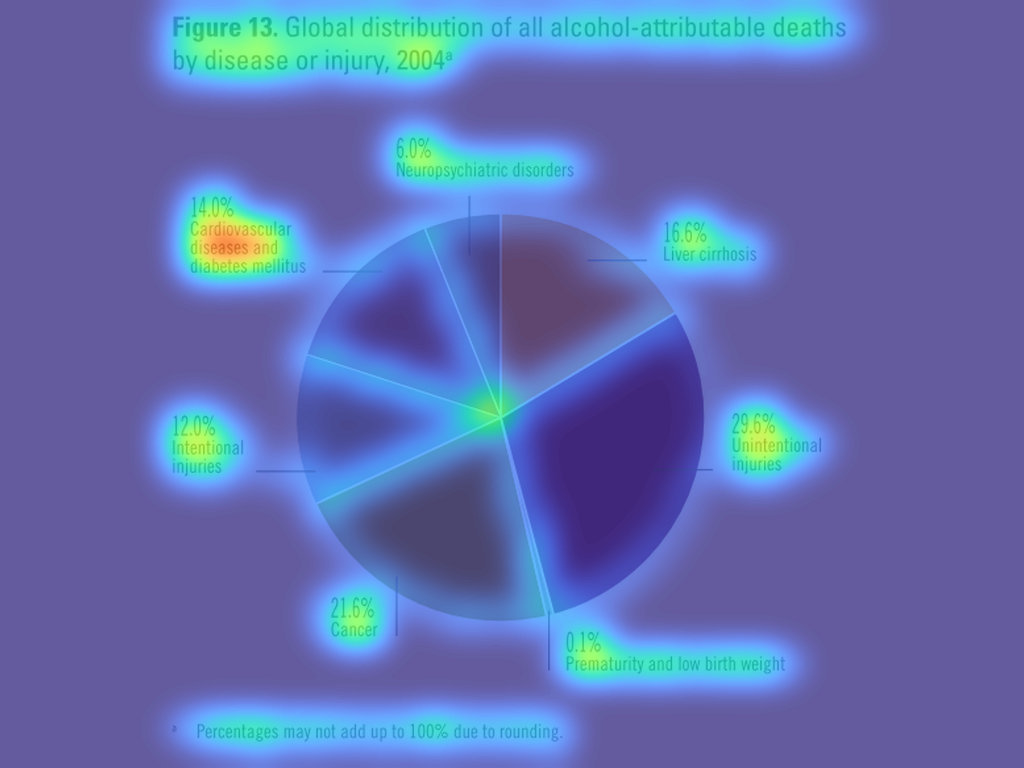 Figure 13. Global distribution of all alcohol-attributable deaths
by disease or injury, 2004ᵃ
6.0%
Neuropsychiatric disorders
14.0%
Cardiovascular
diseases and
diabetes mellitus
16.6%
Liver cirrhosis
12.0%
Intentional
injuries
29.6%
Unintentional
injuries
21.6%
Cancer
0.1%
Prematurity and low birth weight
ᵃ Percentages may not add up to 100% due to rounding.